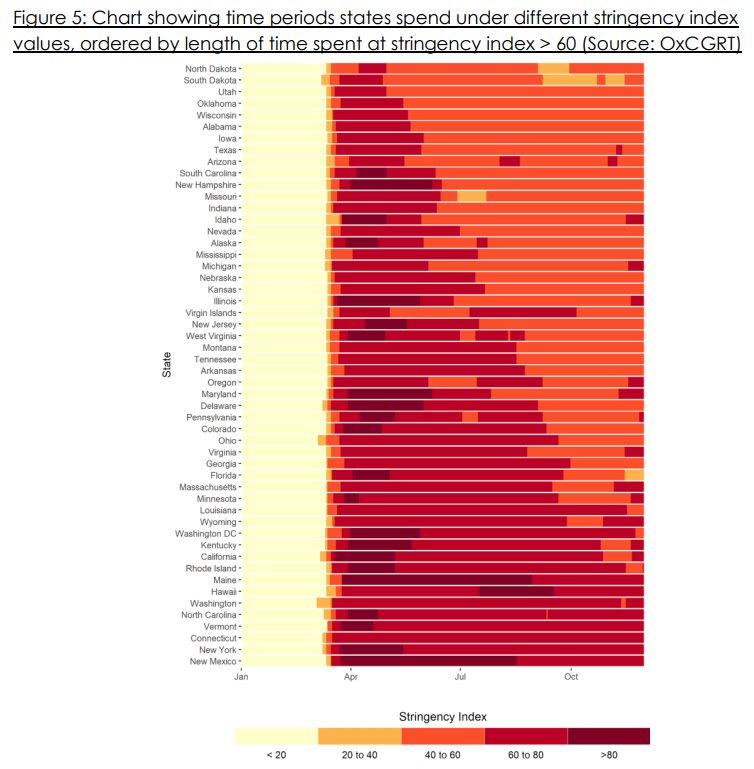 Figure 5: Chart showing time periods states spend under different stringency index
values, ordered by length of time spent at stringency index > 60 (Source: OxCGRT)
North Dakota
South Dakota
Utah
Oklahoma
Wisconsin
Alabama
Iowa
Texas
Arizona
South Carolina
New Hampshire
Missouri
Indiana
Idaho
Nevada
Alaska
Mississippi
Michigan
Nebraska
Kansas
Illinois
Virgin Islands
New Jersey
West Virginia
Montana
Tennessee
Arkansas
Oregon
Maryland
Delaware
Pennsylvania
Colorado
Ohio
Virginia
Georgia
Florida
Massachusetts
Minnesota
Louisiana
Wyoming
Washington DC
Kentucky
California
Rhode Island
Maine
Hawaii
Washington
North Carolina
Vermont
Connecticut
New York
New Mexico
State
Jan Apr Jul Oct
Stringency Index
< 20 20 to 40 40 to 60 60 to 80 >80